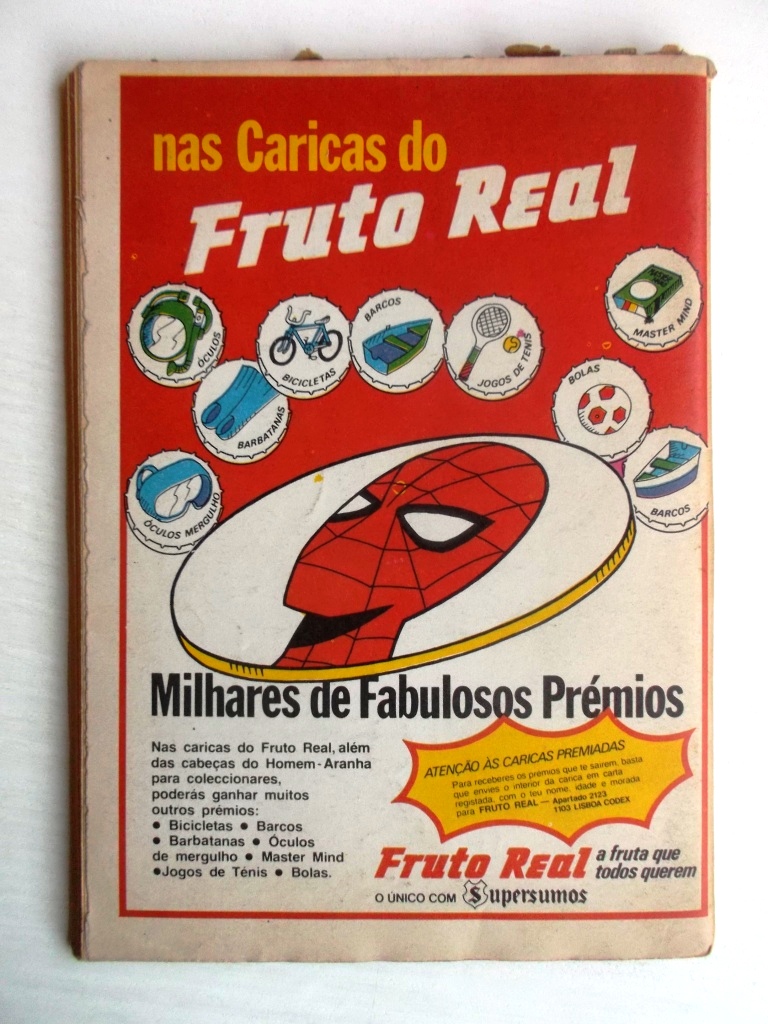 nas Caricas do
Fruto Real
ÓCULOS
BICICLETAS
BARCOS
JOGOS DE TENIS
MASTER MIND
BARBATANAS
BOLAS
ÓCULOS MERGULHO
BARCOS
Milhares de Fabulosos Prémios
Nas caricas do Fruto Real, além
das cabeças do Homem-Aranha
para coleccionares,
poderás ganhar muitos
outros prémios:
● Bicicletas ● Barcos
● Barbatanas ● Óculos
de mergulho ● Master Mind
●Jogos de Ténis ● Bolas.
ATENÇÃO ÀS CARICAS PREMIADAS
Para receberes os prémios que te sairem, basta
que envies o interior da carica em carta
registada, com o teu nome, idade e morada
para FRUTO REAL — Apartado 2123
1103 LISBOA CODEX
Fruto Real a fruta que
todos querem
O ÚNICO COM Supersumos